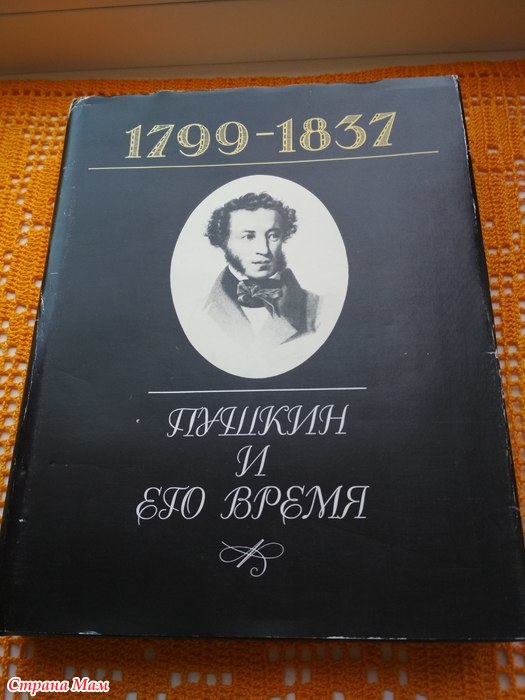 1799-1837
ПУШКИН
И
ЕГО ВРЕМЯ
Страна Мам